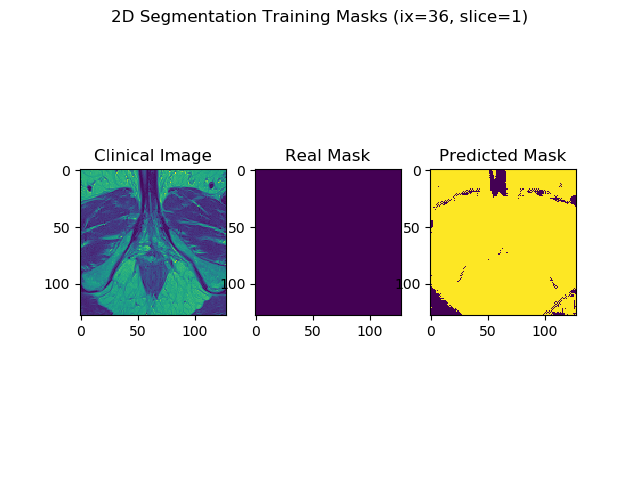 2D Segmentation Training Masks (ix=36, slice=1)
Clinical Image Real Mask Predicted Mask
0 0 0
50 50 50
100 100 100
0 50 100 0 50 100 0 50 100